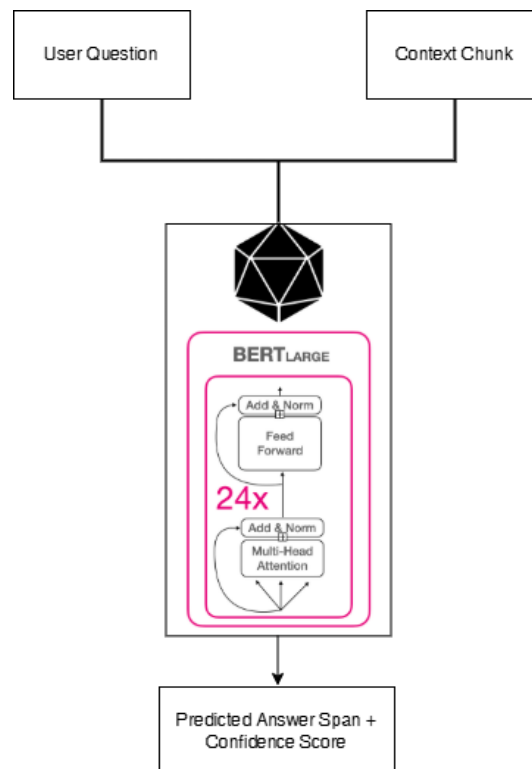 User Question
Context Chunk
BERTLARGE
Add & Norm
Feed
Forward
24x
Add & Norm
Multi-Head
Attention
Predicted Answer Span +
Confidence Score